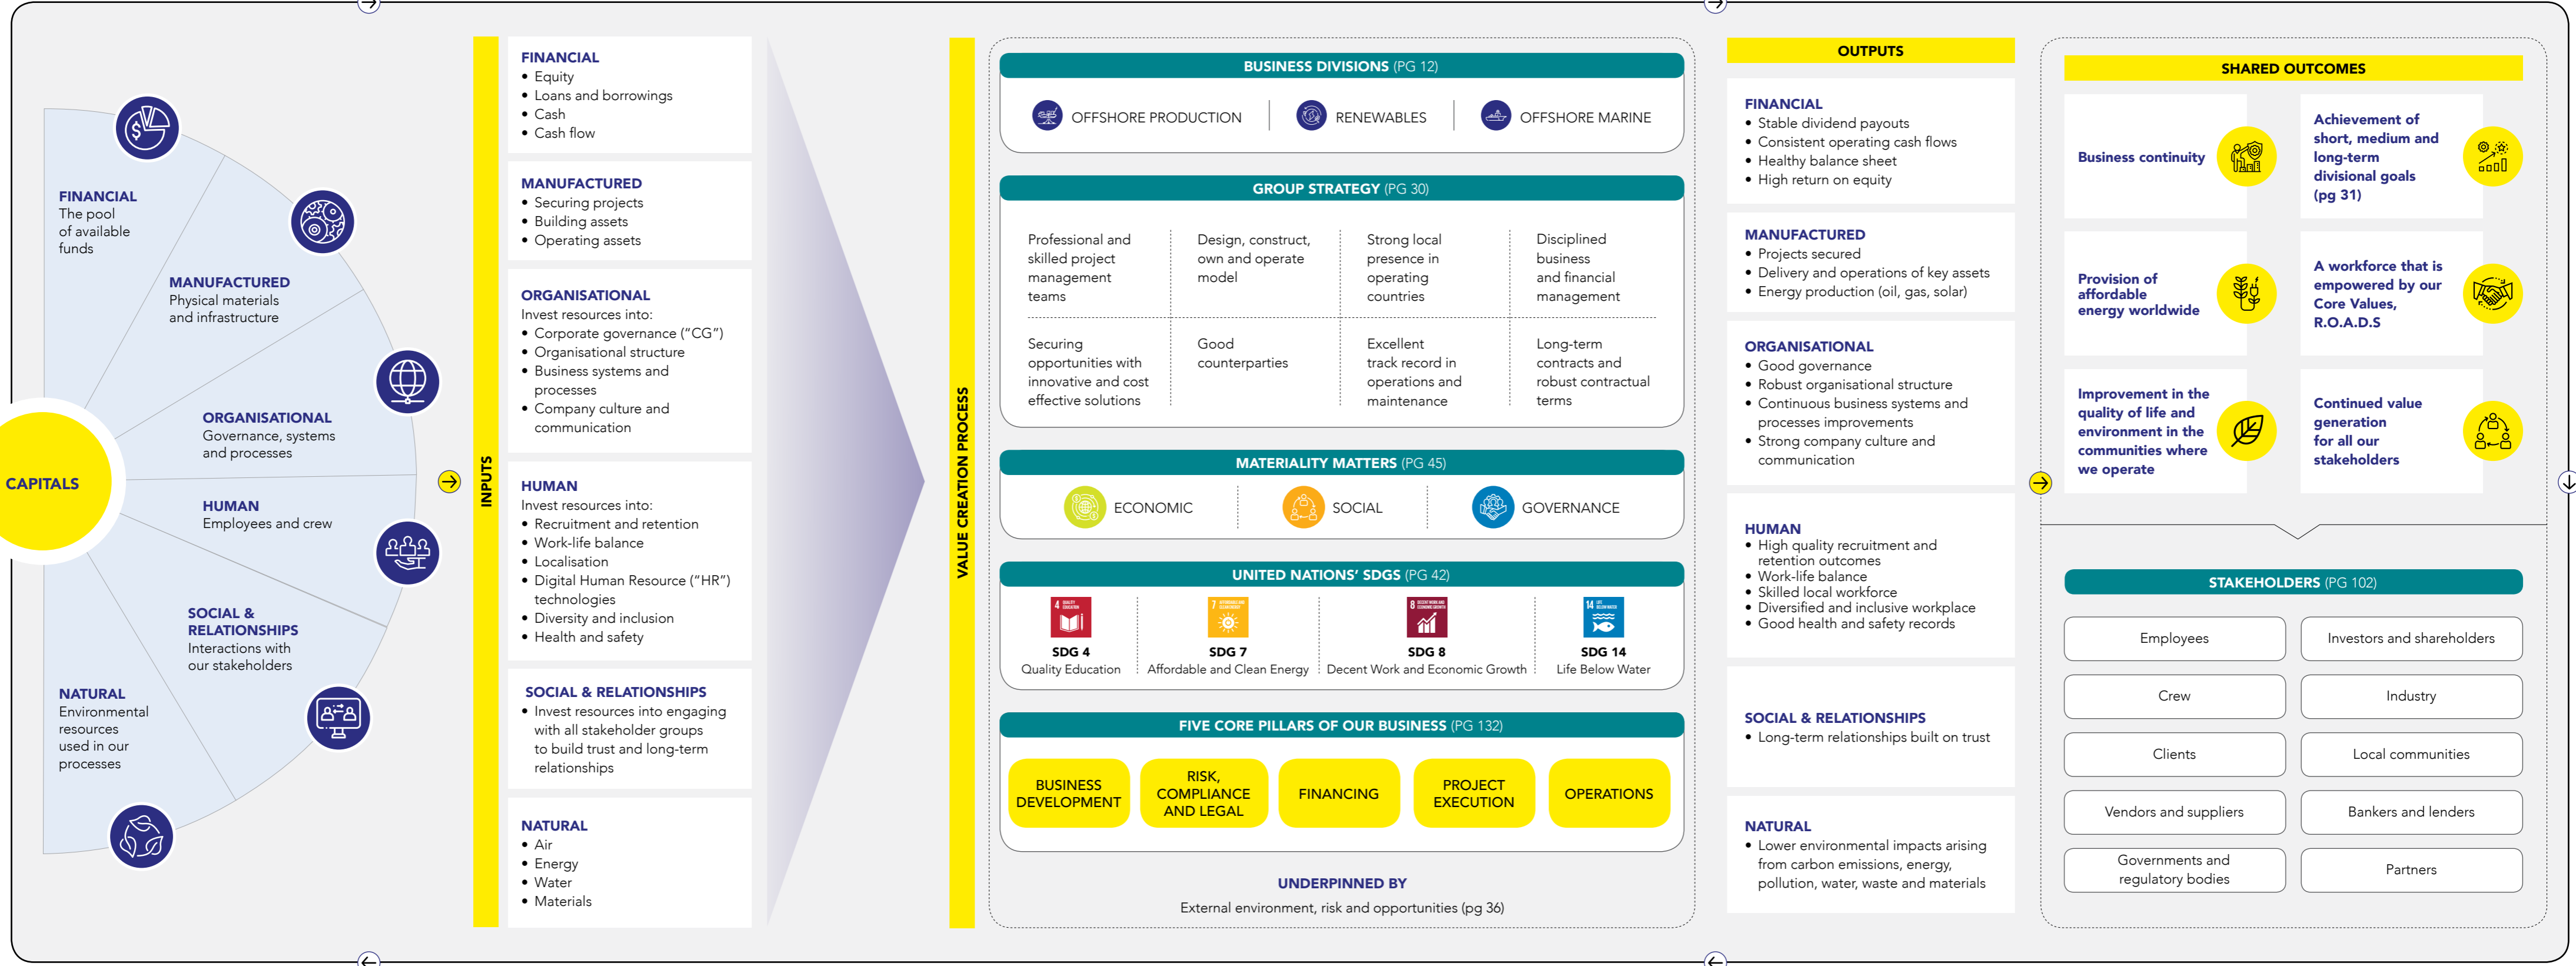 CAPITALS
FINANCIAL
The pool
of available
funds
MANUFACTURED
Physical materials
and infrastructure
ORGANISATIONAL
Governance, systems
and processes
HUMAN
Employees and crew
SOCIAL &
RELATIONSHIPS
Interactions with
our stakeholders
NATURAL
Environmental
resources
used in our
processes
INPUTS
FINANCIAL
• Equity
• Loans and borrowings
• Cash
• Cash flow
MANUFACTURED
• Securing projects
• Building assets
• Operating assets
ORGANISATIONAL
Invest resources into:
• Corporate governance (“CG”)
• Organisational structure
• Business systems and
processes
• Company culture and
communication
HUMAN
Invest resources into:
• Recruitment and retention
• Work-life balance
• Localisation
• Digital Human Resource (“HR”)
technologies
• Diversity and inclusion
• Health and safety
SOCIAL & RELATIONSHIPS
• Invest resources into engaging
with all stakeholder groups
to build trust and long-term
relationships
NATURAL
• Air
• Energy
• Water
• Materials
VALUE CREATION PROCESS
BUSINESS DIVISIONS (PG 12)
OFFSHORE PRODUCTION
RENEWABLES
OFFSHORE MARINE
GROUP STRATEGY (PG 30)
Professional and
skilled project
management
teams
Design, construct,
own and operate
model
Strong local
presence in
operating
countries
Disciplined
business
and financial
management
Securing
opportunities with
innovative and cost
effective solutions
Good
counterparties
Excellent
track record in
operations and
maintenance
Long-term
contracts and
robust contractual
terms
MATERIALITY MATTERS (PG 45)
ECONOMIC
SOCIAL
GOVERNANCE
UNITED NATIONS’ SDGS (PG 42)
4 QUALITY
EDUCATION
SDG 4
Quality Education
7 AFFORDABLE AND
CLEAN ENERGY
SDG 7
Affordable and Clean Energy
8 DECENT WORK AND
ECONOMIC GROWTH
SDG 8
Decent Work and Economic Growth
14 LIFE
BELOW WATER
SDG 14
Life Below Water
FIVE CORE PILLARS OF OUR BUSINESS (PG 132)
BUSINESS
DEVELOPMENT
RISK,
COMPLIANCE
AND LEGAL
FINANCING
PROJECT
EXECUTION
OPERATIONS
UNDERPINNED BY
External environment, risk and opportunities (pg 36)
OUTPUTS
FINANCIAL
• Stable dividend payouts
• Consistent operating cash flows
• Healthy balance sheet
• High return on equity
MANUFACTURED
• Projects secured
• Delivery and operations of key assets
• Energy production (oil, gas, solar)
ORGANISATIONAL
• Good governance
• Robust organisational structure
• Continuous business systems and
processes improvements
• Strong company culture and
communication
HUMAN
• High quality recruitment and
retention outcomes
• Work-life balance
• Skilled local workforce
• Diversified and inclusive workplace
• Good health and safety records
SOCIAL & RELATIONSHIPS
• Long-term relationships built on trust
NATURAL
• Lower environmental impacts arising
from carbon emissions, energy,
pollution, water, waste and materials
SHARED OUTCOMES
Business continuity
Achievement of
short, medium and
long-term
divisional goals
(pg 31)
Provision of
affordable
energy worldwide
A workforce that is
empowered by our
Core Values,
R.O.A.D.S
Improvement in the
quality of life and
environment in the
communities where
we operate
Continued value
generation
for all our
stakeholders
STAKEHOLDERS (PG 102)
Employees
Investors and shareholders
Crew
Industry
Clients
Local communities
Vendors and suppliers
Bankers and lenders
Governments and
regulatory bodies
Partners